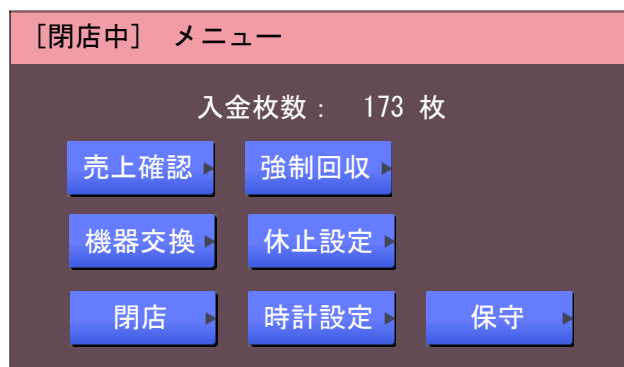 [閉店中] メニュー
入金枚数： 173 枚
売上確認 強制回収
機器交換 休止設定
閉店 時計設定 保守